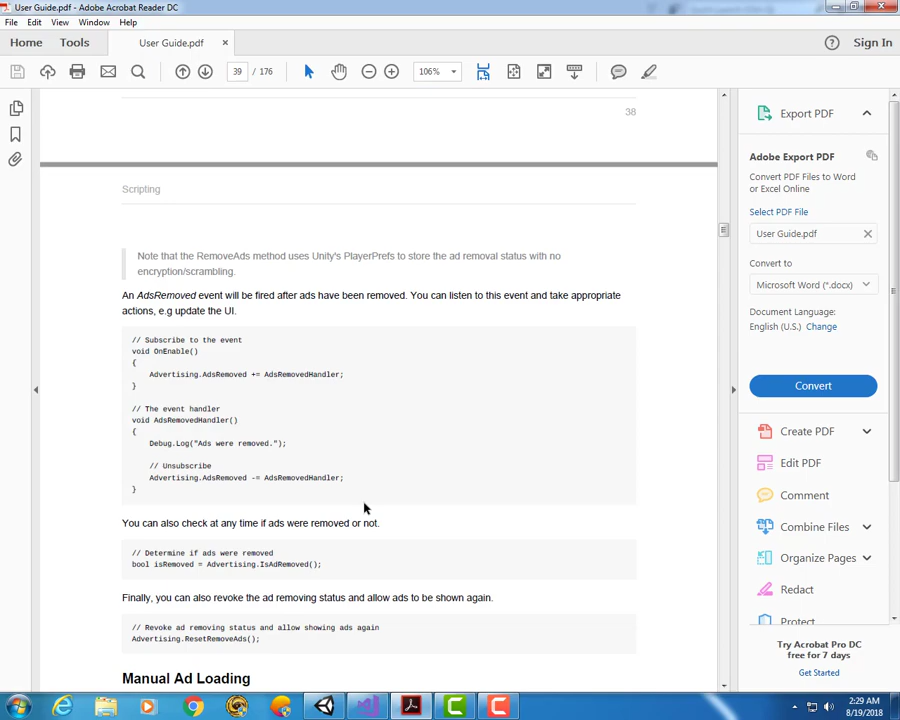 User Guide.pdf - Adobe Acrobat Reader DC
File Edit View Window Help
Home Tools User Guide.pdf × Sign In
39 / 176 106%
38
Scripting
Note that the RemoveAds method uses Unity's PlayerPrefs to store the ad removal status with no
encryption/scrambling.
An AdsRemoved event will be fired after ads have been removed. You can listen to this event and take appropriate
actions, e.g update the UI.
// Subscribe to the event
void OnEnable()
{
Advertising.AdsRemoved += AdsRemovedHandler;
}
// The event handler
void AdsRemovedHandler()
{
Debug.Log("Ads were removed.");
// Unsubscribe
Advertising.AdsRemoved -= AdsRemovedHandler;
}
You can also check at any time if ads were removed or not.
// Determine if ads were removed
bool isRemoved = Advertising.IsAdRemoved();
Finally, you can also revoke the ad removing status and allow ads to be shown again.
// Revoke ad removing status and allow showing ads again
Advertising.ResetRemoveAds();
Manual Ad Loading
Export PDF
Adobe Export PDF
Convert PDF Files to Word
or Excel Online
Select PDF File
User Guide.pdf
Convert to
Microsoft Word (*.docx)
Document Language:
English (U.S.) Change
Convert
Create PDF
Edit PDF
Comment
Combine Files
Organize Pages
Redact
Protect
Try Acrobat Pro DC
free for 7 days
Get Started
2:29 AM
8/19/2018